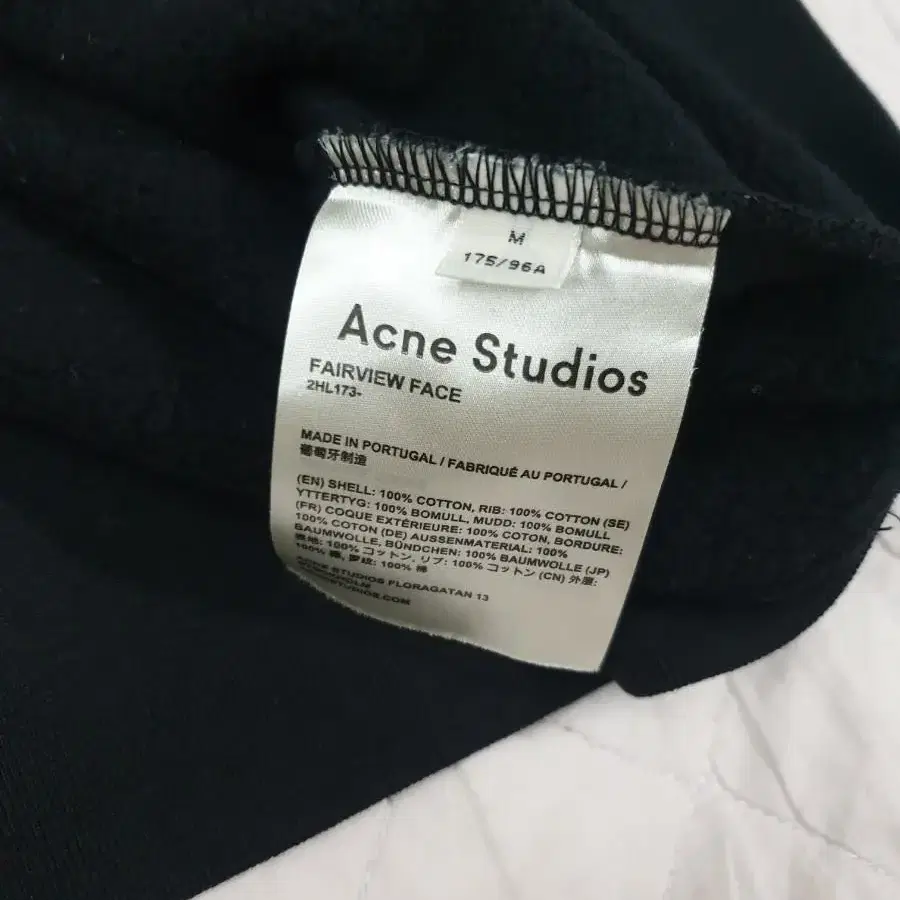 M
175/96A
Acne Studios
FAIRVIEW FACE
2HL173-
MADE IN PORTUGAL / FABRIQUÉ AU PORTUGAL /
葡萄牙制造
(EN) SHELL: 100% COTTON, RIB: 100% COTTON (SE)
YTTERTYG: 100% BOMULL, MUDD: 100% BOMULL
(FR) COQUE EXTÉRIEURE: 100% COTON, BORDURE:
100% COTON (DE) AUSSENMATERIAL: 100%
BAUMWOLLE, BÜNDCHEN: 100% BAUMWOLLE (JP)
表地: 100% コットン, リブ: 100% コットン (CN) 外层:
100% 棉, 罗纹: 100% 棉
ACNE STUDIOS FLORAGATAN 13